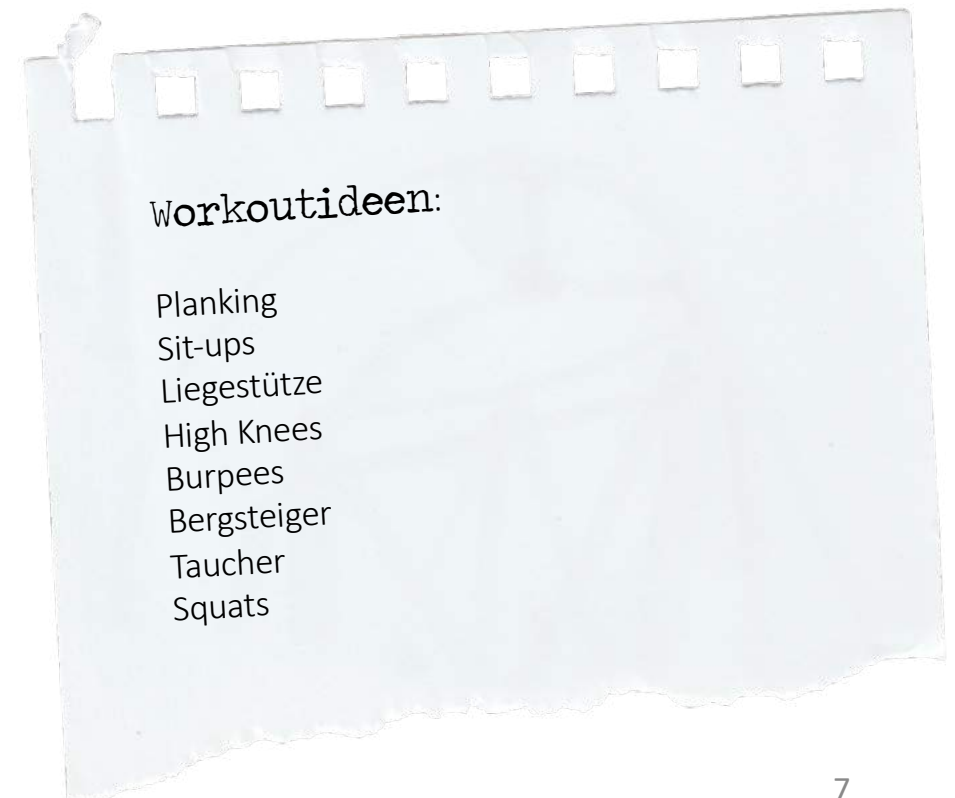 Workoutideen:
Planking
Sit-ups
Liegestütze
High Knees
Burpees
Bergsteiger
Taucher
Squats
7